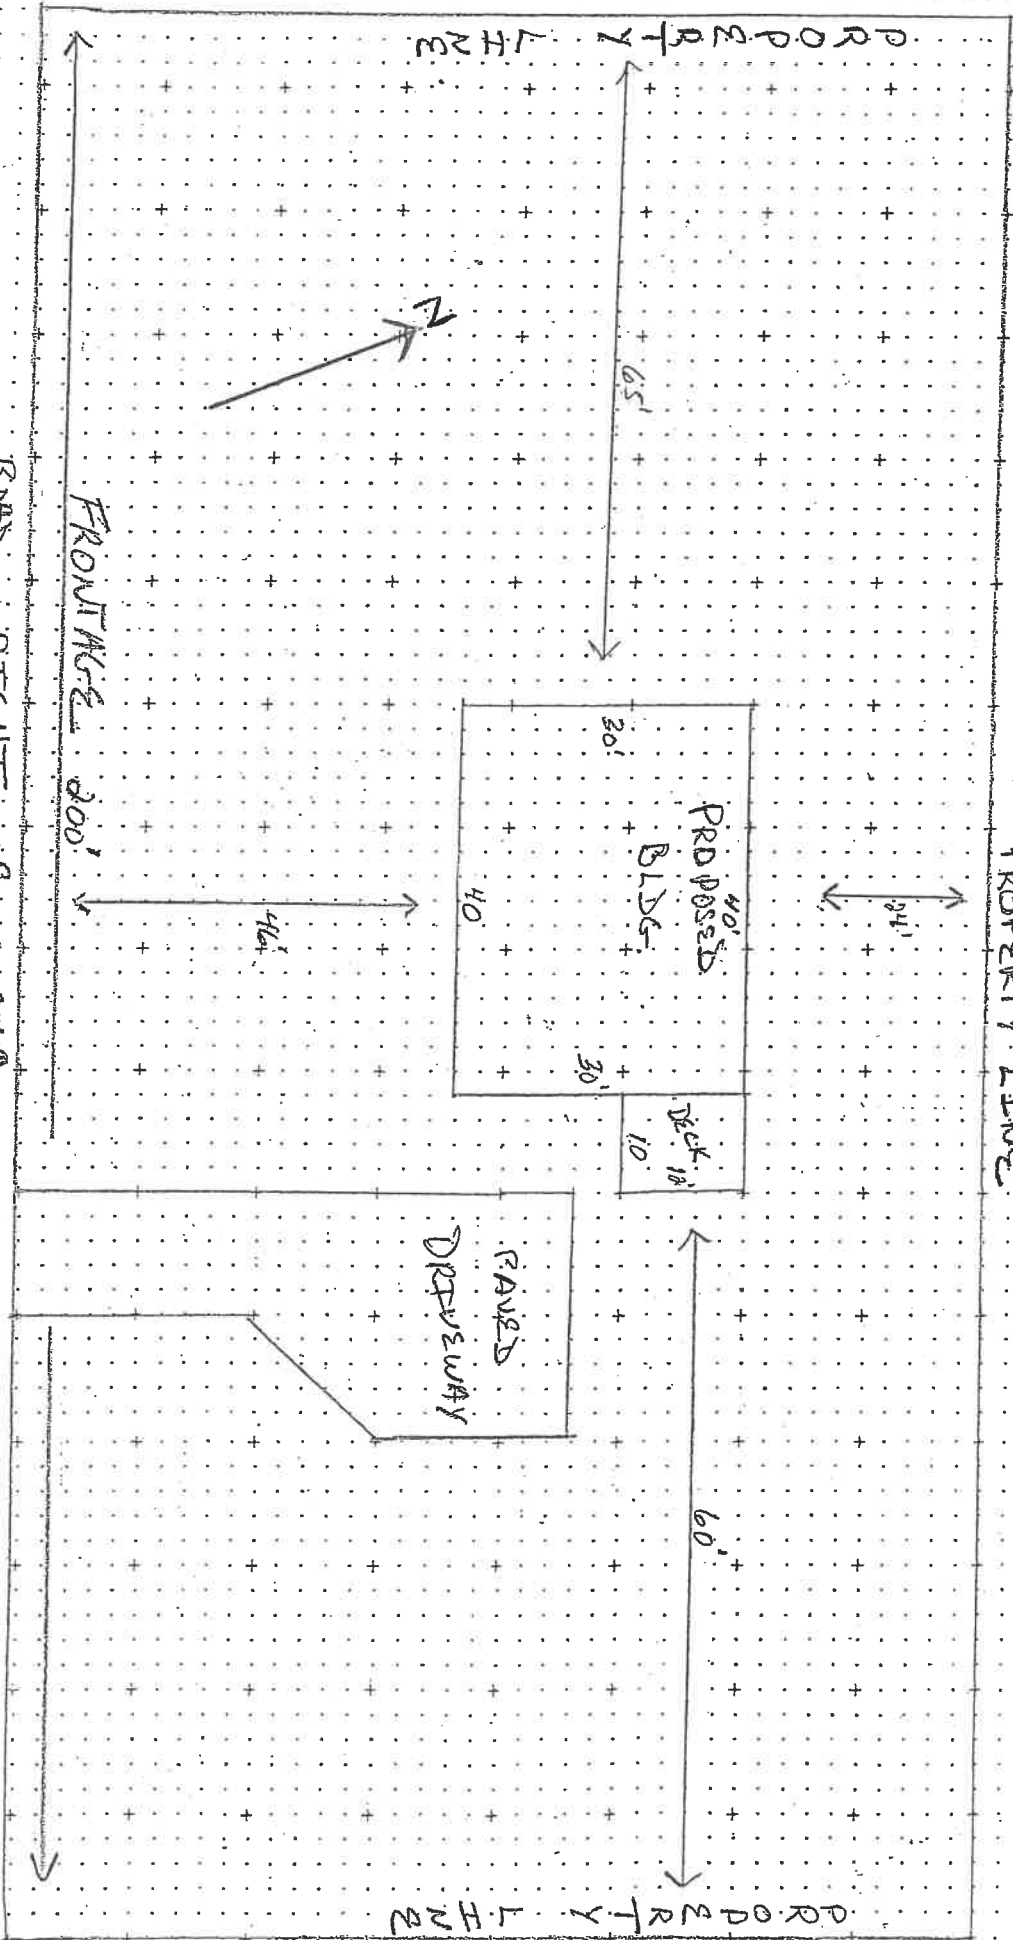 PROPERTY LINE
PROPERTY LINE
24'
65'
N
40'
PROPOSED
BLDG
30'
30'
40
DECK
10'
10
60'
46'
PAVED
DRIVEWAY
FRONTAGE 200'
PROPERTY LINE